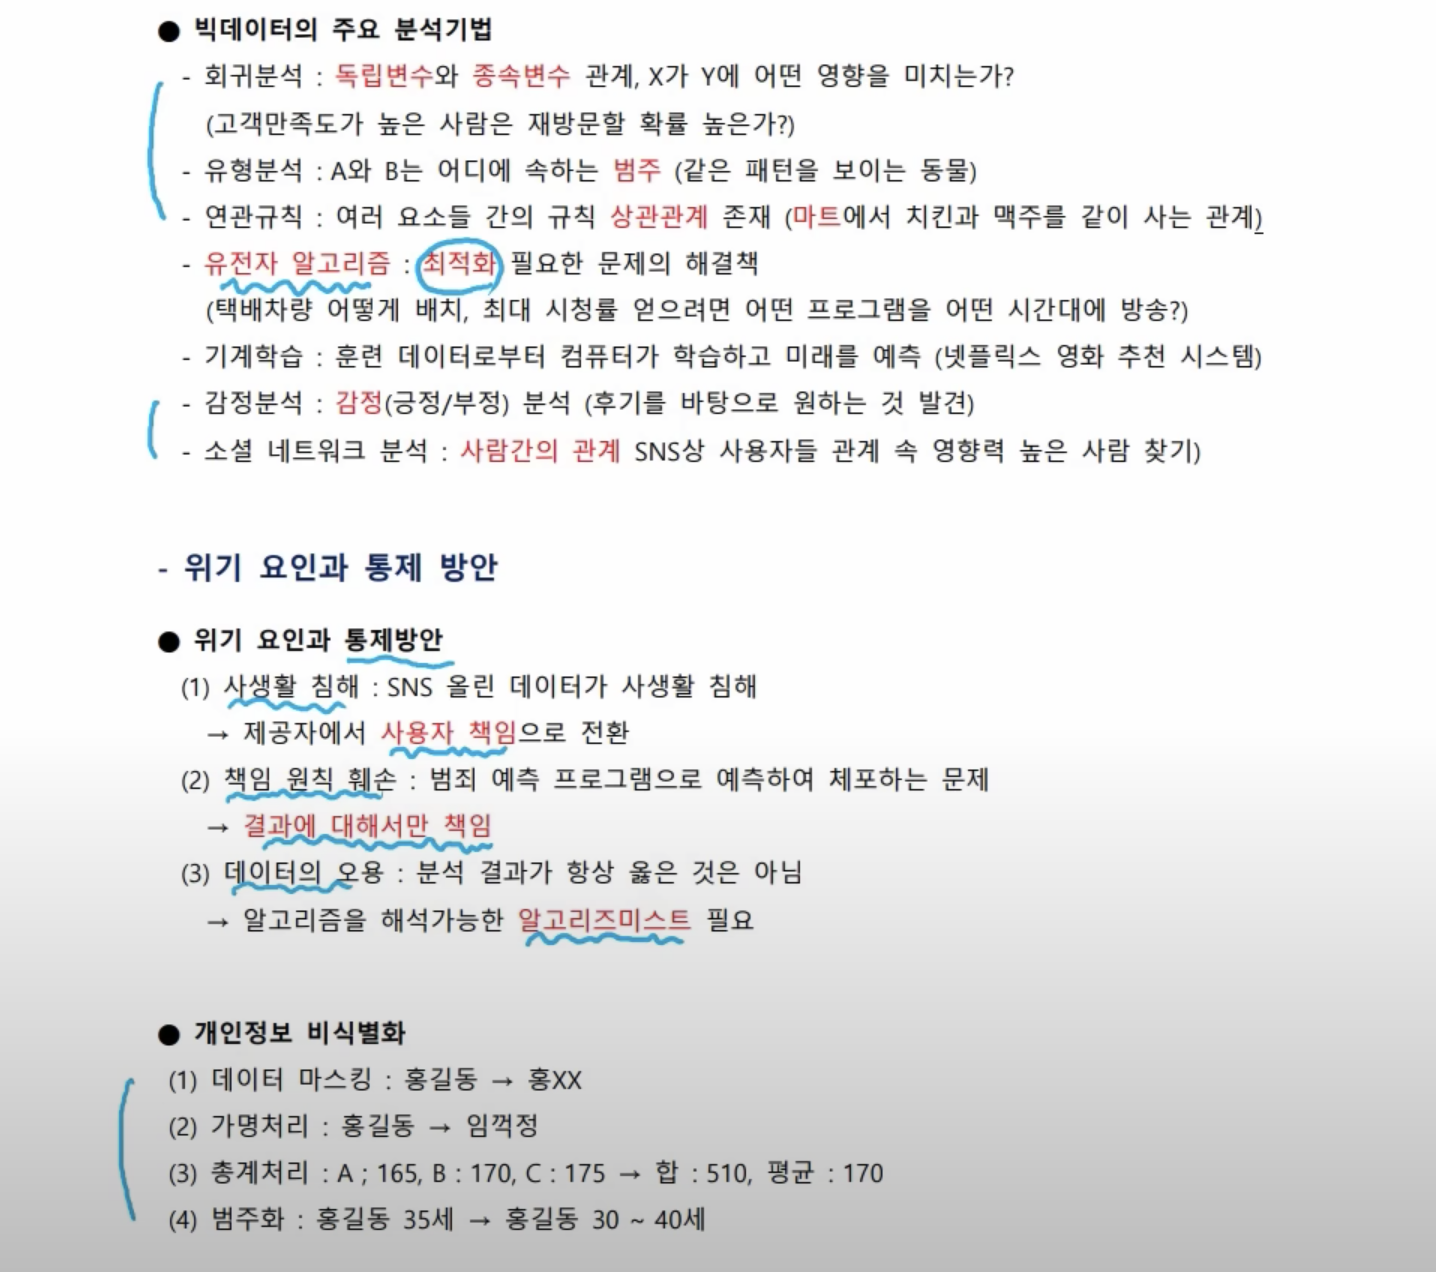 ● 빅데이터의 주요 분석기법
- 회귀분석 : 독립변수와 종속변수 관계, X가 Y에 어떤 영향을 미치는가?
(고객만족도가 높은 사람은 재방문할 확률 높은가?)
- 유형분석 : A와 B는 어디에 속하는 범주 (같은 패턴을 보이는 동물)
- 연관규칙 : 여러 요소들 간의 규칙 상관관계 존재 (마트에서 치킨과 맥주를 같이 사는 관계)
- 유전자 알고리즘 : 최적화 필요한 문제의 해결책
(택배차량 어떻게 배치, 최대 시청률 얻으려면 어떤 프로그램을 어떤 시간대에 방송?)
- 기계학습 : 훈련 데이터로부터 컴퓨터가 학습하고 미래를 예측 (넷플릭스 영화 추천 시스템)
- 감정분석 : 감정(긍정/부정) 분석 (후기를 바탕으로 원하는 것 발견)
- 소셜 네트워크 분석 : 사람간의 관계 SNS상 사용자들 관계 속 영향력 높은 사람 찾기)
- 위기 요인과 통제 방안
● 위기 요인과 통제방안
(1) 사생활 침해 : SNS 올린 데이터가 사생활 침해
→ 제공자에서 사용자 책임으로 전환
(2) 책임 원칙 훼손 : 범죄 예측 프로그램으로 예측하여 체포하는 문제
→ 결과에 대해서만 책임
(3) 데이터의 오용 : 분석 결과가 항상 옳은 것은 아님
→ 알고리즘을 해석가능한 알고리즈미스트 필요
● 개인정보 비식별화
(1) 데이터 마스킹 : 홍길동 → 홍XX
(2) 가명처리 : 홍길동 → 임꺽정
(3) 총계처리 : A ; 165, B : 170, C : 175 → 합 : 510, 평균 : 170
(4) 범주화 : 홍길동 35세 → 홍길동 30 ~ 40세